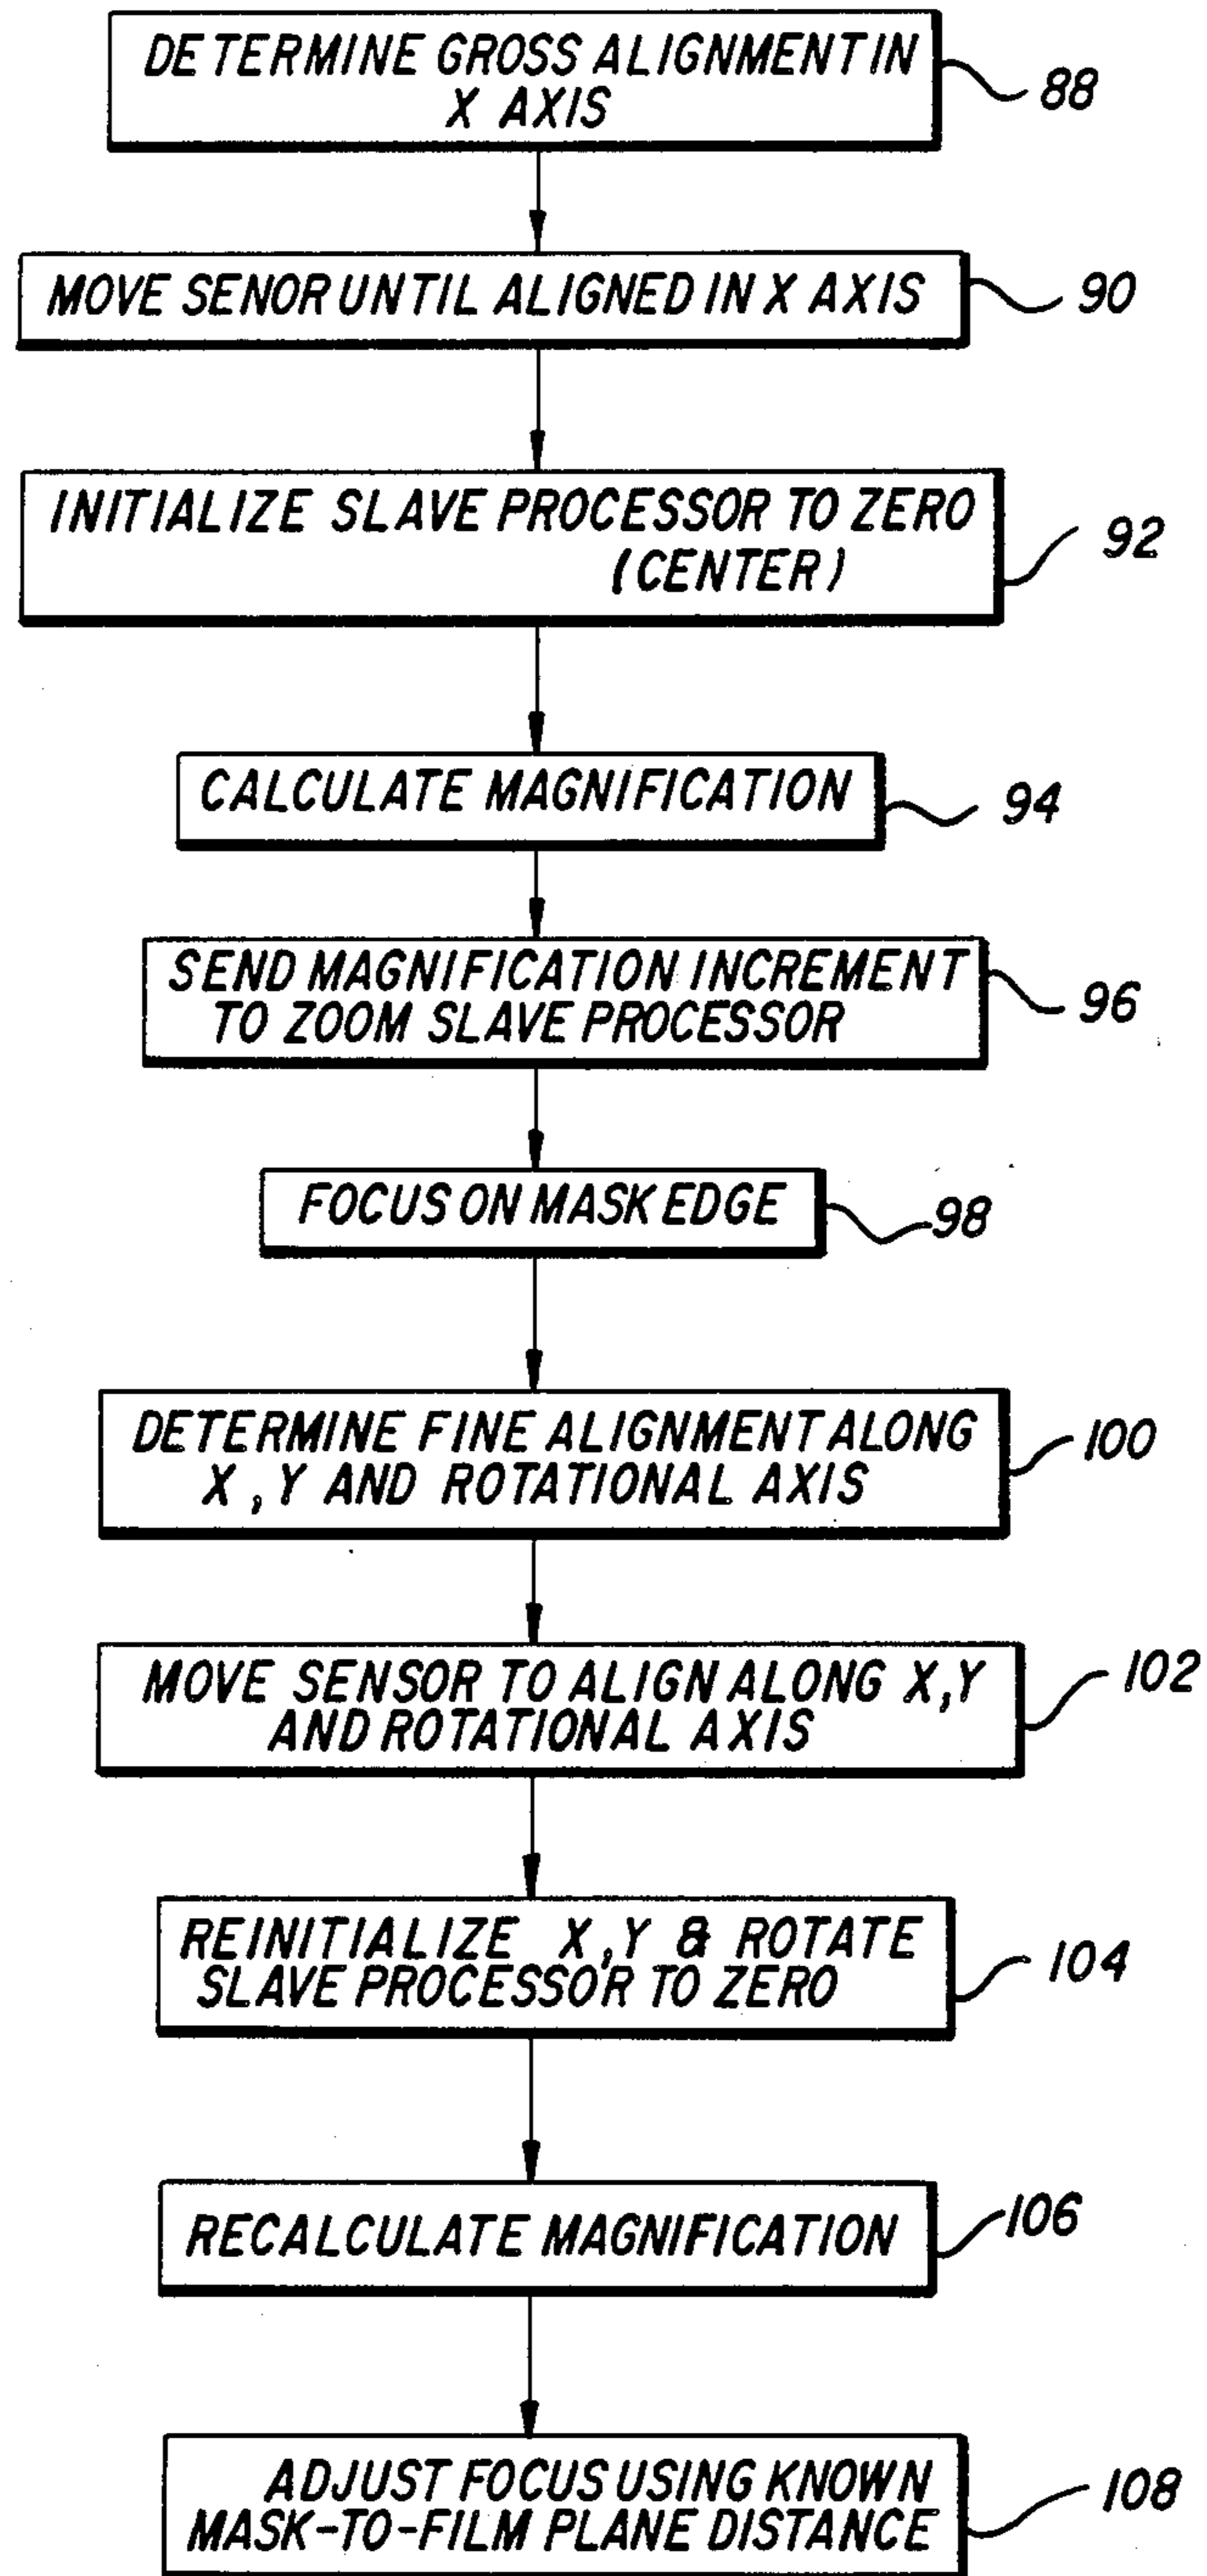 DETERMINE GROSS ALIGNMENT IN
X AXIS
88
MOVE SENOR UNTIL ALIGNED IN X AXIS
90
INITIALIZE SLAVE PROCESSOR TO ZERO
(CENTER)
92
CALCULATE MAGNIFICATION
94
SEND MAGNIFICATION INCREMENT
TO ZOOM SLAVE PROCESSOR
96
FOCUS ON MASK EDGE
98
DETERMINE FINE ALIGNMENT ALONG
X, Y AND ROTATIONAL AXIS
100
MOVE SENSOR TO ALIGN ALONG X, Y
AND ROTATIONAL AXIS
102
REINITIALIZE X, Y & ROTATE
SLAVE PROCESSOR TO ZERO
104
RECALCULATE MAGNIFICATION
106
ADJUST FOCUS USING KNOWN
MASK-TO-FILM PLANE DISTANCE
108